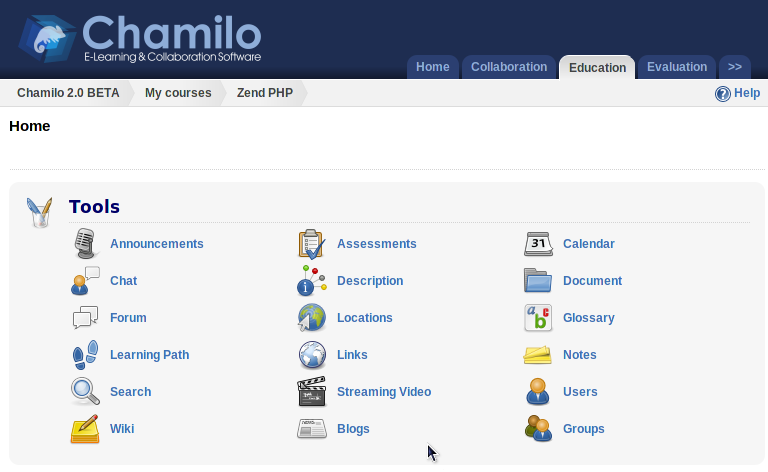 Chamilo
E-Learning & Collaboration Software
Home Collaboration Education Evaluation >>
Chamilo 2.0 BETA My courses Zend PHP ? Help
Home
Tools
Announcements Assessments 31 Calendar
Chat i Description Document
Forum Locations a b c Glossary
Learning Path Links Notes
Search Streaming Video Users
Wiki NEWS Blogs Groups